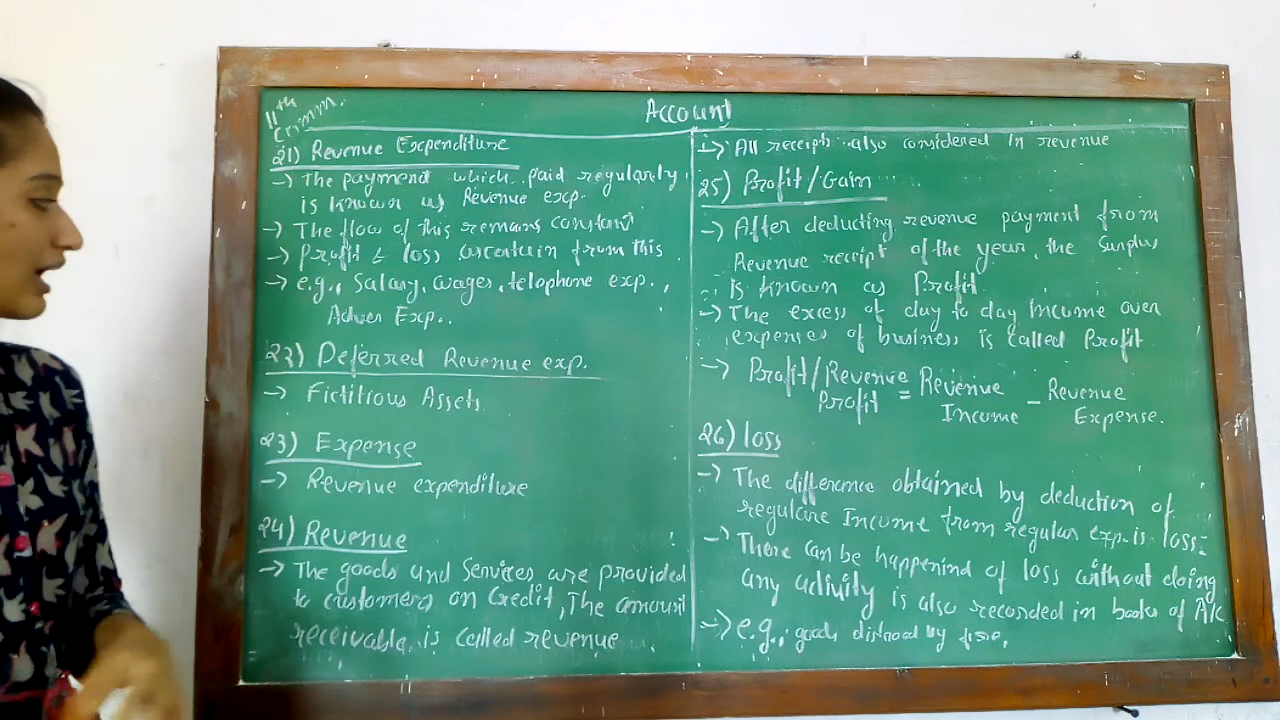 11th Comm.
Account
21) Revenue Expenditure
→ The payment which paid regularly
is known as Revenue exp.
→ The flow of this remains constant
→ Profit & loss ascertain from this
→ e.g., Salary, wages, telephone exp.,
Adver Exp..
22) Deferred Revenue exp.
→ Fictitious Assets
23) Expense
→ Revenue expenditure
24) Revenue
→ The goods and Services are provided
to customers on credit, The amount
receivable is called revenue.
→ All receipts also considered in revenue
25) Profit/Gain
→ After deducting revenue payment from
Revenue receipt of the year, the Surplus
is known as Profit
→ The excess of day to day income over
expenses of business is called Profit
→ Profit/Revenue Profit = Revenue Income - Revenue Expense.
26) loss
→ The difference obtained by deduction of
regulare Income from regular exp. is loss.
→ There can be happenind of loss without doing
any activity is also recorded in books of A/c
→ e.g., goods distroed by fire.